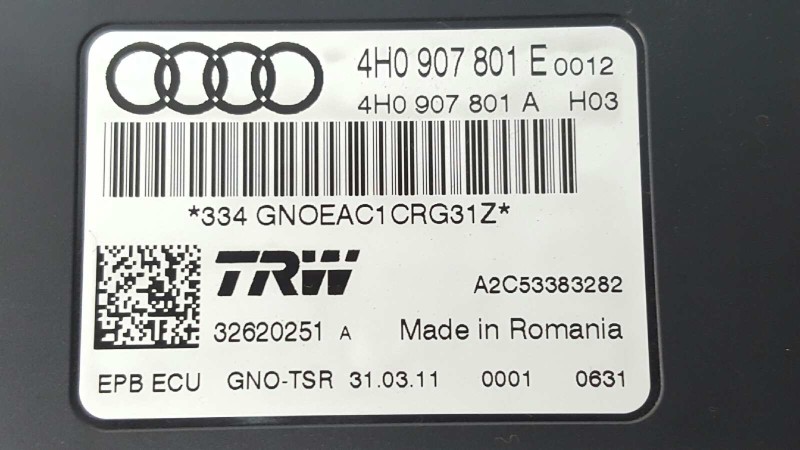 4H0 907 801 E 0012
4H0 907 801 A H03
*334 GNOEAC1CRG31Z*
TRW
A2C53383282
32620251 A Made in Romania
EPB ECU GNO-TSR 31.03.11 0001 0631